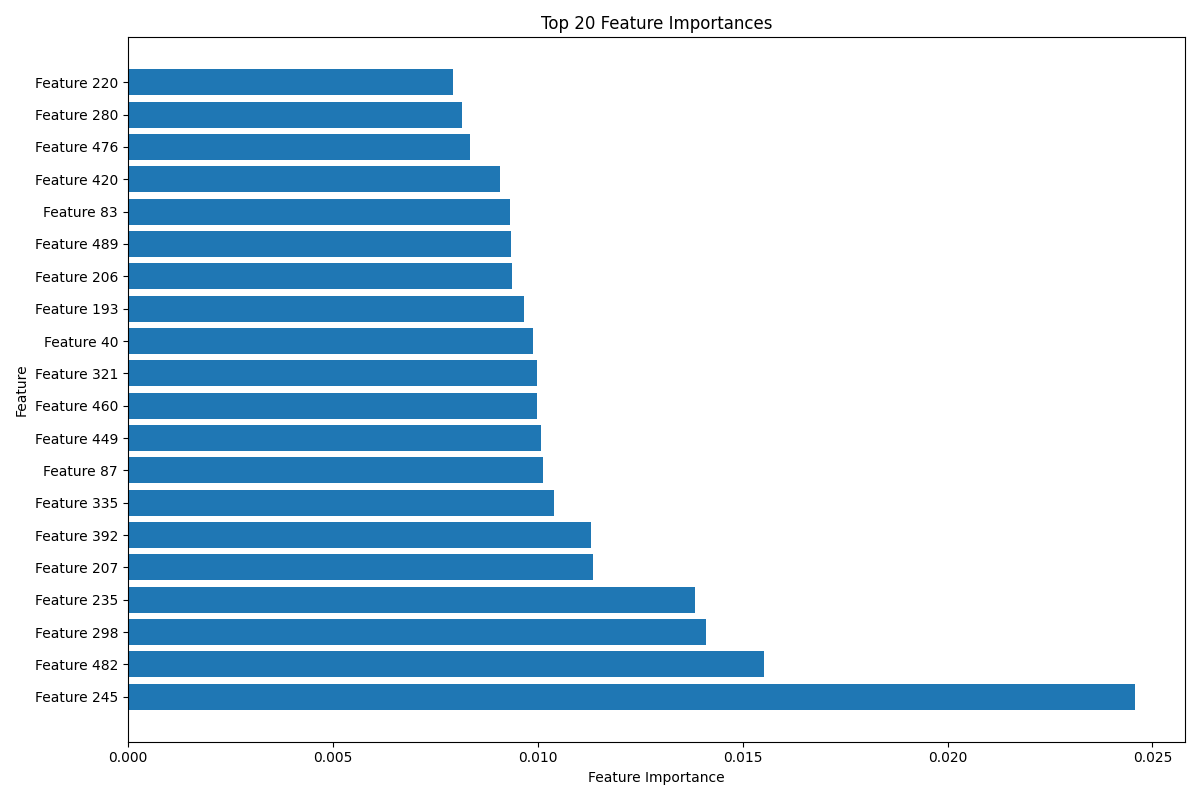 Top 20 Feature Importances
Feature
Feature 220
Feature 280
Feature 476
Feature 420
Feature 83
Feature 489
Feature 206
Feature 193
Feature 40
Feature 321
Feature 460
Feature 449
Feature 87
Feature 335
Feature 392
Feature 207
Feature 235
Feature 298
Feature 482
Feature 245
0.000 0.005 0.010 0.015 0.020 0.025
Feature Importance